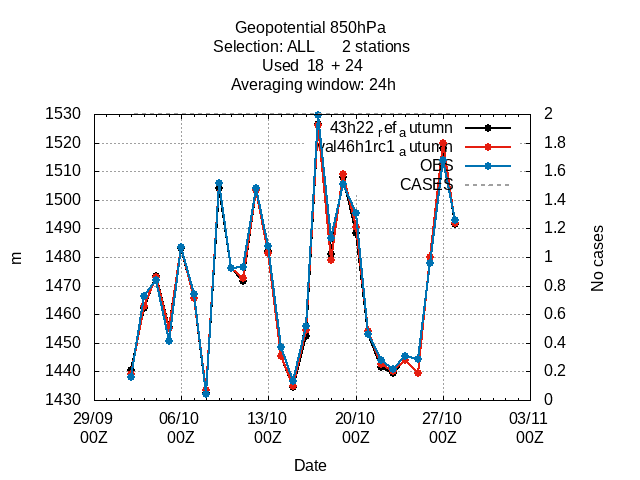 Geopotential 850hPa
Selection: ALL 2 stations
Used 18 + 24
Averaging window: 24h
1530 2
43h22 ref a utumn
1520 1.8
val46h1rc1 a utumn
OBS
1510 1.6
CASES
1500 1.4
1490 1.2
1480 1
m
No cases
1470 0.8
1460 0.6
1450 0.4
1440 0.2
1430 0
29/09 06/10 13/10 20/10 27/10 03/11
00Z 00Z 00Z 00Z 00Z 00Z
Date